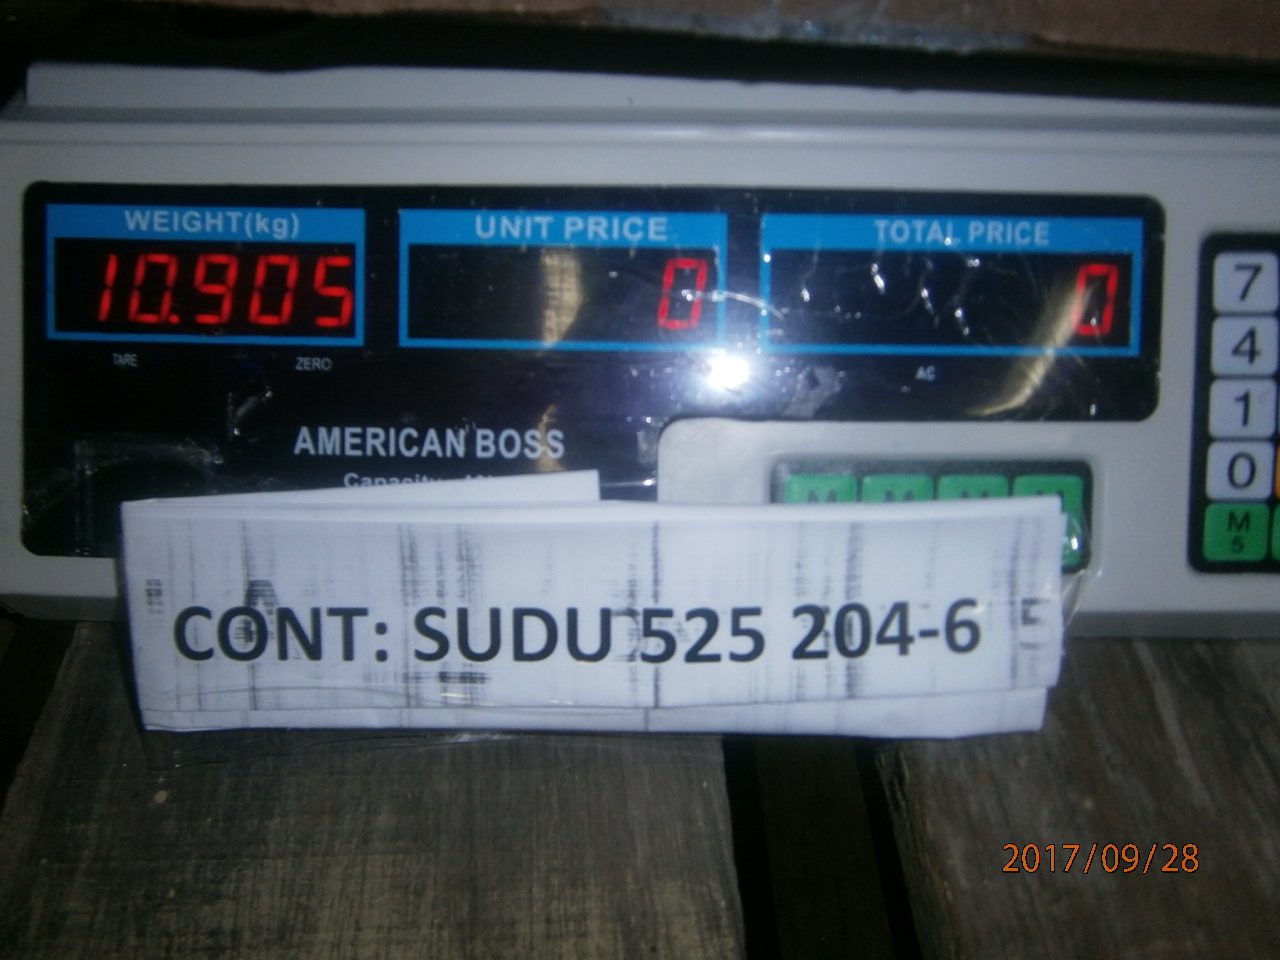 WEIGHT(kg) UNIT PRICE TOTAL PRICE
10.905 0 0
TARE ZERO AC
AMERICAN BOSS
Capacity
M M M
7
4
1
0
M
5
CONT: SUDU 525 204-6
2017/09/28